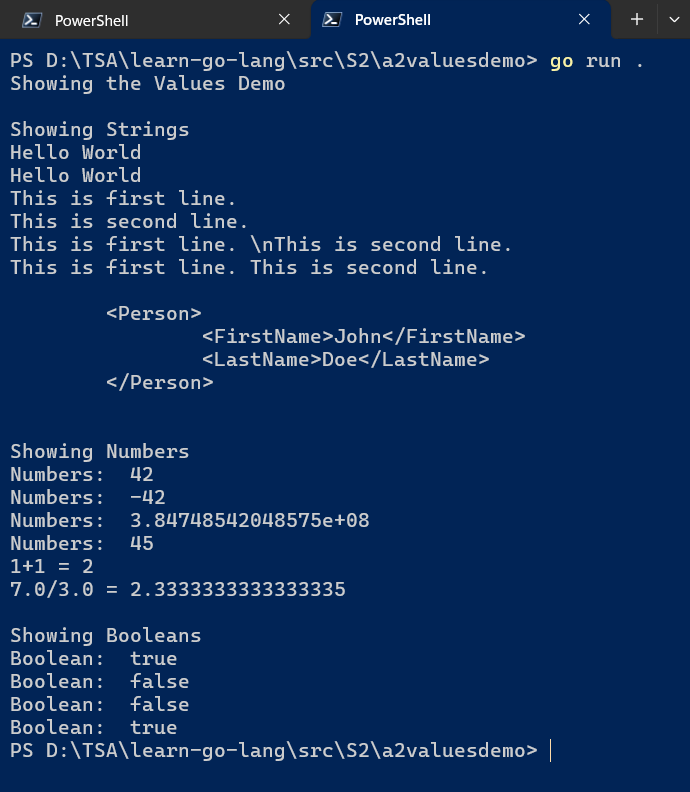 PowerShell
PowerShell
PS D:\TSA\learn-go-lang\src\S2\a2valuesdemo> go run .
Showing the Values Demo
Showing Strings
Hello World
Hello World
This is first line.
This is second line.
This is first line. \nThis is second line.
This is first line. This is second line.
<Person>
<FirstName>John</FirstName>
<LastName>Doe</LastName>
</Person>
Showing Numbers
Numbers:  42
Numbers:  -42
Numbers:  3.84748542048575e+08
Numbers:  45
1+1 = 2
7.0/3.0 = 2.3333333333333335
Showing Booleans
Boolean:  true
Boolean:  false
Boolean:  false
Boolean:  true
PS D:\TSA\learn-go-lang\src\S2\a2valuesdemo>